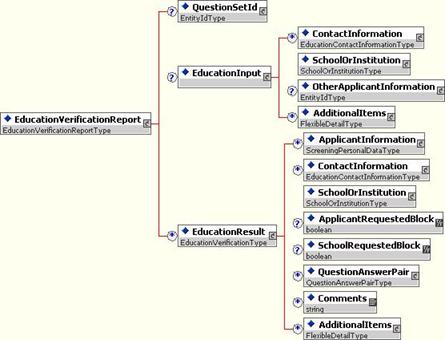 QuestionSetId
EntityIdType
EducationInput
ContactInformation
EducationContactInformationType
SchoolOrInstitution
SchoolOrInstitutionType
OtherApplicantInformation
EntityIdType
AdditionalItems
FlexibleDetailType
EducationVerificationReport
EducationVerificationReportType
EducationResult
EducationVerificationType
ApplicantInformation
ScreeningPersonalDataType
ContactInformation
EducationContactInformationType
SchoolOrInstitution
SchoolOrInstitutionType
ApplicantRequestedBlock
boolean
SchoolRequestedBlock
boolean
QuestionAnswerPair
QuestionAnswerPairType
Comments
string
AdditionalItems
FlexibleDetailType